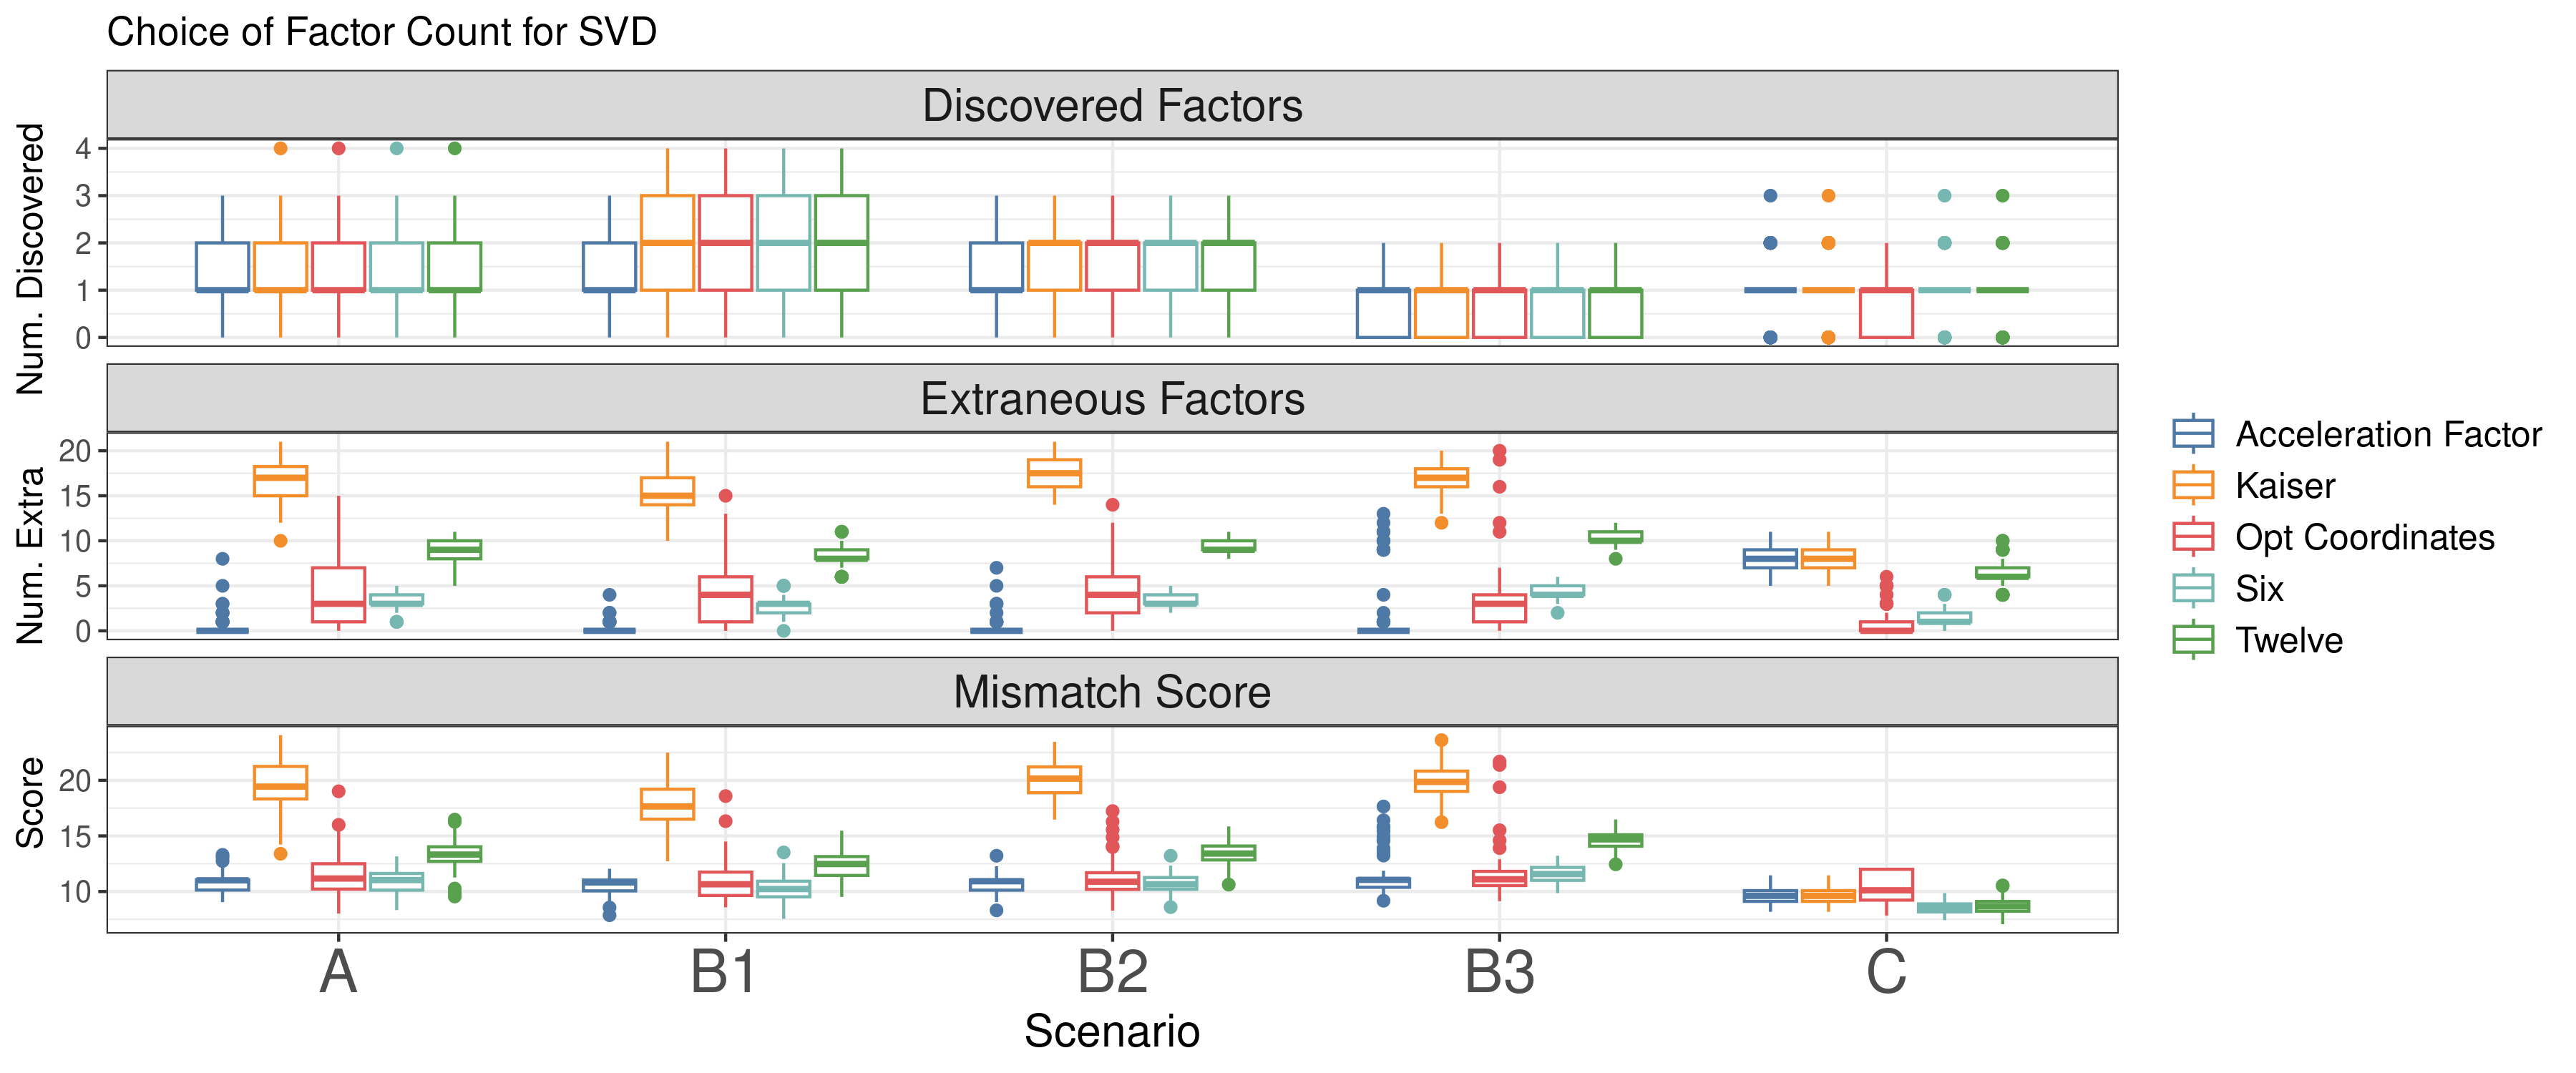 Choice of Factor Count for SVD
Discovered Factors
Num. Discovered
4
3
2
1
0
Extraneous Factors
Num. Extra
20
15
10
5
0
Mismatch Score
Score
20
15
10
A B1 B2 B3 C
Scenario
Acceleration Factor
Kaiser
Opt Coordinates
Six
Twelve